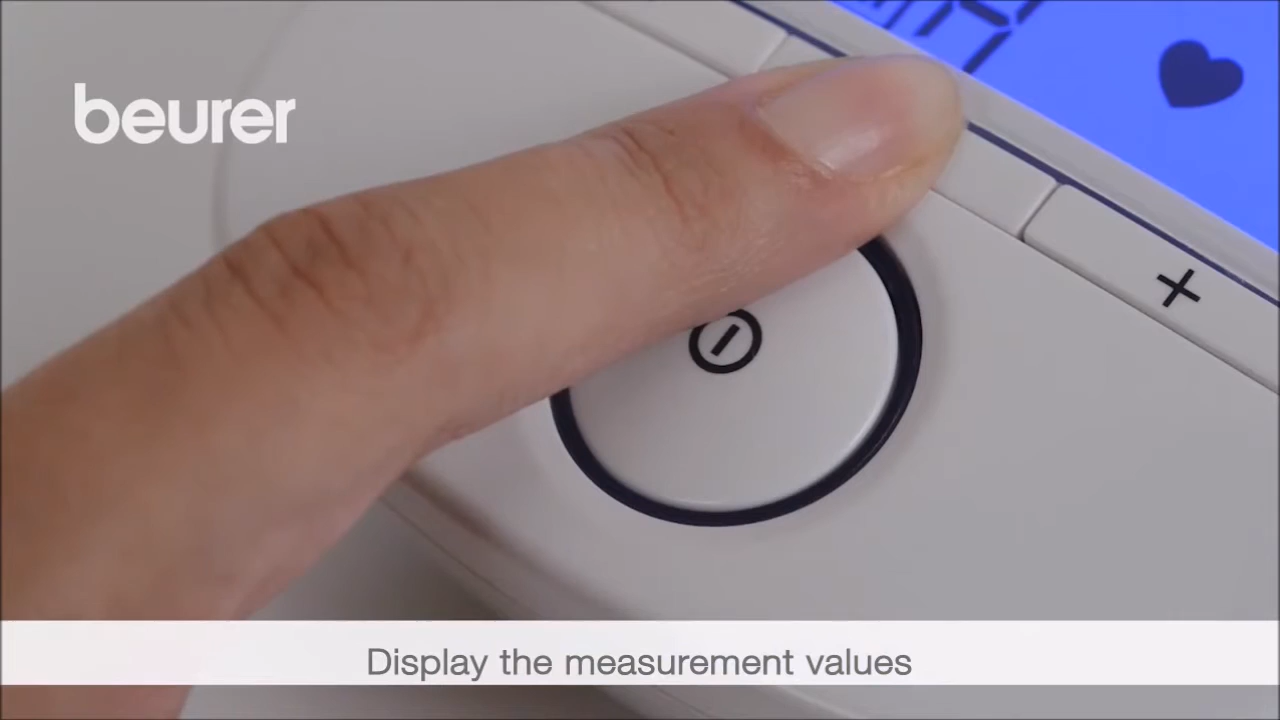 beurer
+
Display the measurement values